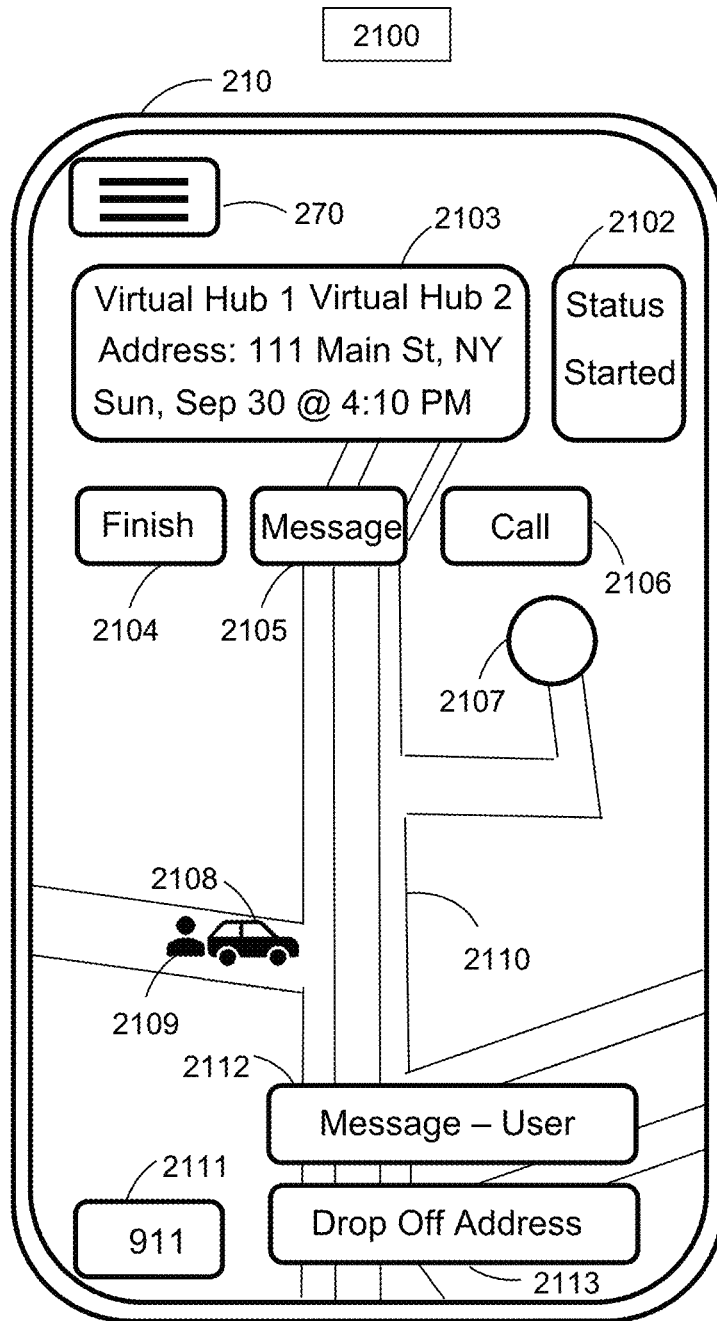 2100
210
270
2103
2102
Virtual Hub 1 Virtual Hub 2
Address: 111 Main St, NY
Sun, Sep 30 @ 4:10 PM
Status
Started
Finish
Message
Call
2104
2105
2106
2107
2108
2109
2110
2112
Message – User
2111
911
Drop Off Address
2113